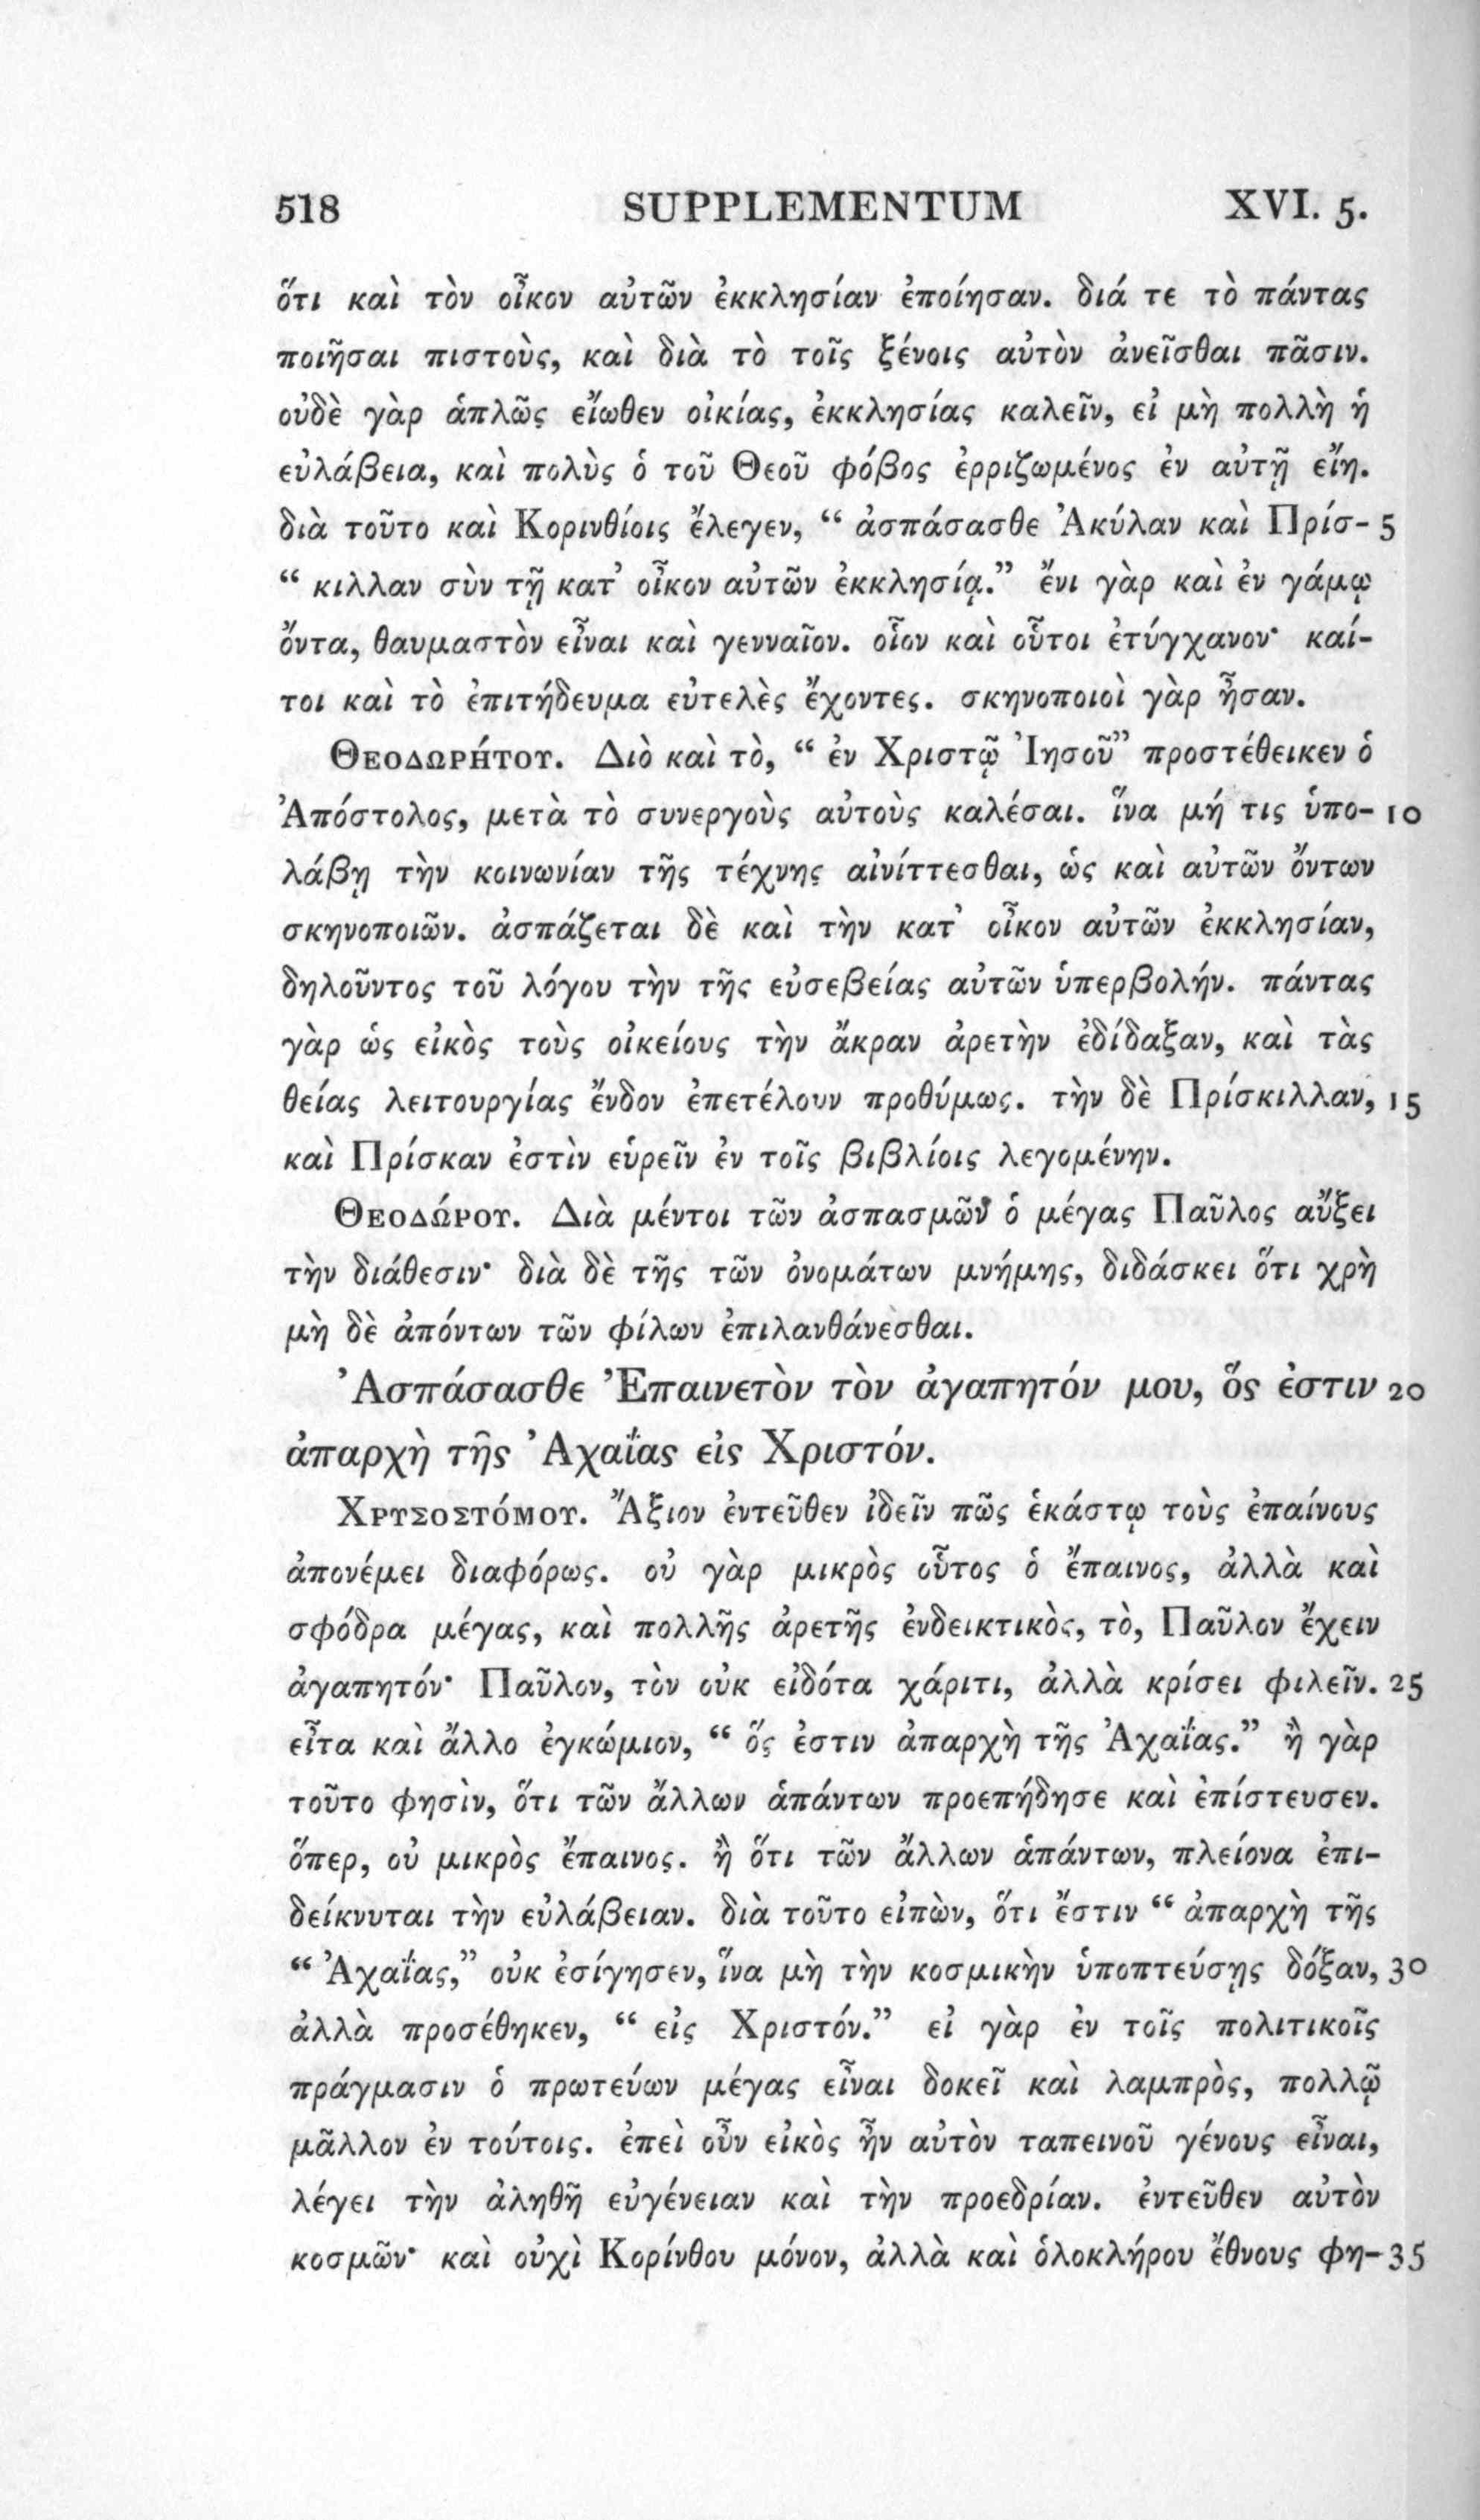 518 SUPPLEMENTUM XVI. 5.
ὅτι καὶ τὸν οἶκον αὐτῶν ἐκκλησίαν ἐποίησαν. διά τε τὸ πάντας
ποιῆσαι πιστοὺς, καὶ διὰ τὸ τοῖς ξένοις αὐτὸν ἀνεῖσθαι πᾶσιν.
οὐδὲ γὰρ ἁπλῶς εἴωθεν οἰκίας, ἐκκλησίας καλεῖν, εἰ μὴ πολλὴ ἡ
εὐλάβεια, καὶ πολὺς ὁ τοῦ Θεοῦ φόβος ἐρριζωμένος ἐν αὐτῇ εἴη.
διὰ τοῦτο καὶ Κορινθίοις ἔλεγεν, “ ἀσπάσασθε Ἀκύλαν καὶ Πρίσ- 5
“ κιλλαν σὺν τῇ κατ’ οἶκον αὐτῶν ἐκκλησίᾳ.” ἔνι γὰρ καὶ ἐν γάμῳ
ὄντα, θαυμαστὸν εἶναι καὶ γενναῖον. οἷον καὶ οὗτοι ἐτύγχανον· καί-
τοι καὶ τὸ ἐπιτήδευμα εὐτελὲς ἔχοντες. σκηνοποιοὶ γὰρ ἦσαν.
Θεοδωρήτου. Διὸ καὶ τὸ, “ ἐν Χριστῷ Ἰησοῦ” προστέθεικεν ὁ
Ἀπόστολος, μετὰ τὸ συνεργοὺς αὐτοὺς καλέσαι. ἵνα μή τις ὑπο- 10
λάβῃ τὴν κοινωνίαν τῆς τέχνης αἰνίττεσθαι, ὡς καὶ αὐτῶν ὄντων
σκηνοποιῶν. ἀσπάζεται δὲ καὶ τὴν κατ’ οἶκον αὐτῶν ἐκκλησίαν,
δηλοῦντος τοῦ λόγου τὴν τῆς εὐσεβείας αὐτῶν ὑπερβολήν. πάντας
γὰρ ὡς εἰκὸς τοὺς οἰκείους τὴν ἄκραν ἀρετὴν ἐδίδαξαν, καὶ τὰς
θείας λειτουργίας ἔνδον ἐπετέλουν προθύμως. τὴν δὲ Πρίσκιλλαν, 15
καὶ Πρίσκαν ἐστὶν εὑρεῖν ἐν τοῖς βιβλίοις λεγομένην.
Θεοδώρου. Διὰ μέντοι τῶν ἀσπασμῶν ὁ μέγας Παῦλος αὔξει
τὴν διάθεσιν· διὰ δὲ τῆς τῶν ὀνομάτων μνήμης, διδάσκει ὅτι χρὴ
μὴ δὲ ἀπόντων τῶν φίλων ἐπιλανθάνεσθαι.
Ἀσπάσασθε Ἐπαινετὸν τὸν ἀγαπητόν μου, ὅς ἐστιν 20
ἀπαρχὴ τῆς Ἀχαΐας εἰς Χριστόν.
Χρυσοστόμου. Ἄξιον ἐντεῦθεν ἰδεῖν πῶς ἑκάστῳ τοὺς ἐπαίνους
ἀπονέμει διαφόρως. οὐ γὰρ μικρὸς οὗτος ὁ ἔπαινος, ἀλλὰ καὶ
σφόδρα μέγας, καὶ πολλῆς ἀρετῆς ἐνδεικτικὸς, τὸ, Παῦλον ἔχειν
ἀγαπητόν· Παῦλον, τὸν οὐκ εἰδότα χάριτι, ἀλλὰ κρίσει φιλεῖν. 25
εἶτα καὶ ἄλλο ἐγκώμιον, “ ὅς ἐστιν ἀπαρχὴ τῆς Ἀχαΐας.” ἢ γὰρ
τοῦτο φησὶν, ὅτι τῶν ἄλλων ἁπάντων προεπήδησε καὶ ἐπίστευσεν.
ὅπερ, οὐ μικρὸς ἔπαινος. ἢ ὅτι τῶν ἄλλων ἁπάντων, πλείονα ἐπι-
δείκνυται τὴν εὐλάβειαν. διὰ τοῦτο εἰπὼν, ὅτι ἔστιν “ ἀπαρχὴ τῆς
“ Ἀχαΐας,” οὐκ ἐσίγησεν, ἵνα μὴ τὴν κοσμικὴν ὑποπτεύσῃς δόξαν, 30
ἀλλὰ προσέθηκεν, “ εἰς Χριστόν.” εἰ γὰρ ἐν τοῖς πολιτικοῖς
πράγμασιν ὁ πρωτεύων μέγας εἶναι δοκεῖ καὶ λαμπρὸς, πολλῷ
μᾶλλον ἐν τούτοις. ἐπεὶ οὖν εἰκὸς ἦν αὐτὸν ταπεινοῦ γένους εἶναι,
λέγει τὴν ἀληθῆ εὐγένειαν καὶ τὴν προεδρίαν. ἐντεῦθεν αὐτὸν
κοσμῶν· καὶ οὐχὶ Κορίνθου μόνον, ἀλλὰ καὶ ὁλοκλήρου ἔθνους φη- 35